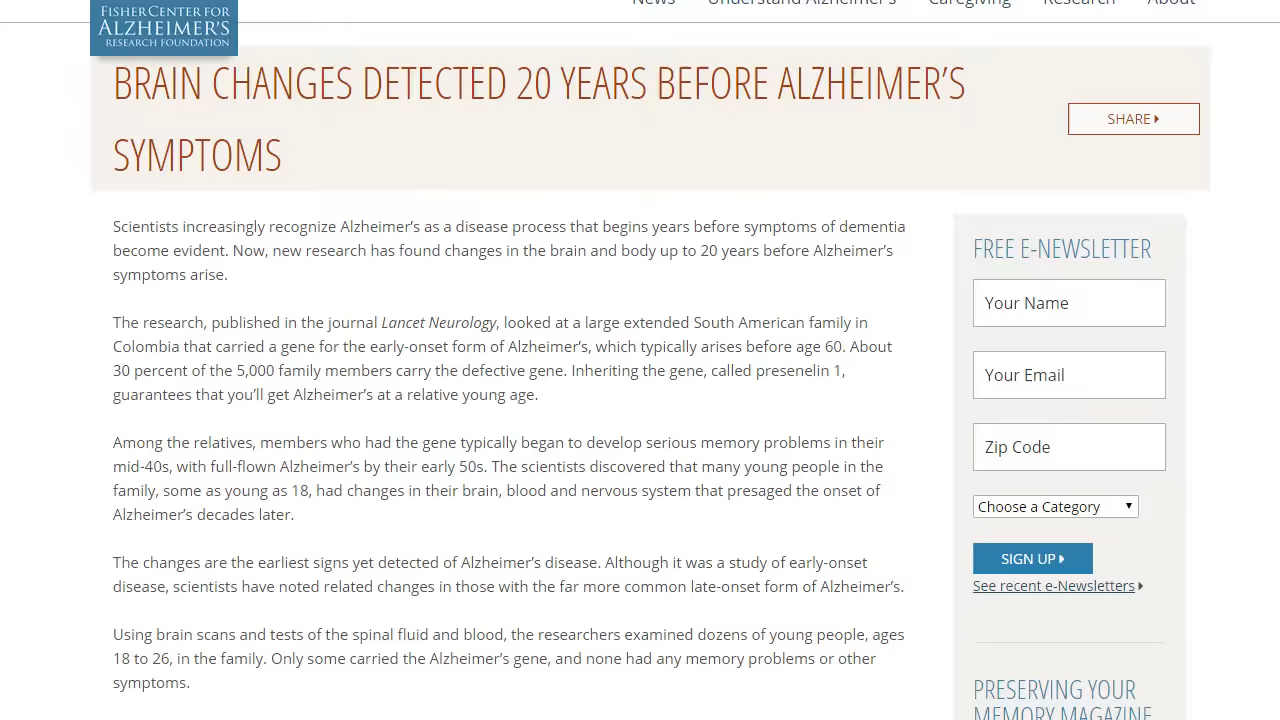 News Understand Alzheimer's Caregiving Research About
FISHER CENTER FOR
ALZHEIMER'S
RESEARCH FOUNDATION
BRAIN CHANGES DETECTED 20 YEARS BEFORE ALZHEIMER’S
SYMPTOMS
SHARE
Scientists increasingly recognize Alzheimer’s as a disease process that begins years before symptoms of dementia
become evident. Now, new research has found changes in the brain and body up to 20 years before Alzheimer’s
symptoms arise.
The research, published in the journal Lancet Neurology, looked at a large extended South American family in
Colombia that carried a gene for the early-onset form of Alzheimer’s, which typically arises before age 60. About
30 percent of the 5,000 family members carry the defective gene. Inheriting the gene, called presenelin 1,
guarantees that you’ll get Alzheimer’s at a relative young age.
Among the relatives, members who had the gene typically began to develop serious memory problems in their
mid-40s, with full-flown Alzheimer’s by their early 50s. The scientists discovered that many young people in the
family, some as young as 18, had changes in their brain, blood and nervous system that presaged the onset of
Alzheimer’s decades later.
The changes are the earliest signs yet detected of Alzheimer’s disease. Although it was a study of early-onset
disease, scientists have noted related changes in those with the far more common late-onset form of Alzheimer’s.
Using brain scans and tests of the spinal fluid and blood, the researchers examined dozens of young people, ages
18 to 26, in the family. Only some carried the Alzheimer’s gene, and none had any memory problems or other
symptoms.
FREE E-NEWSLETTER
Your Name
Your Email
Zip Code
Choose a Category
SIGN UP
See recent e-Newsletters
PRESERVING YOUR
MEMORY MAGAZINE